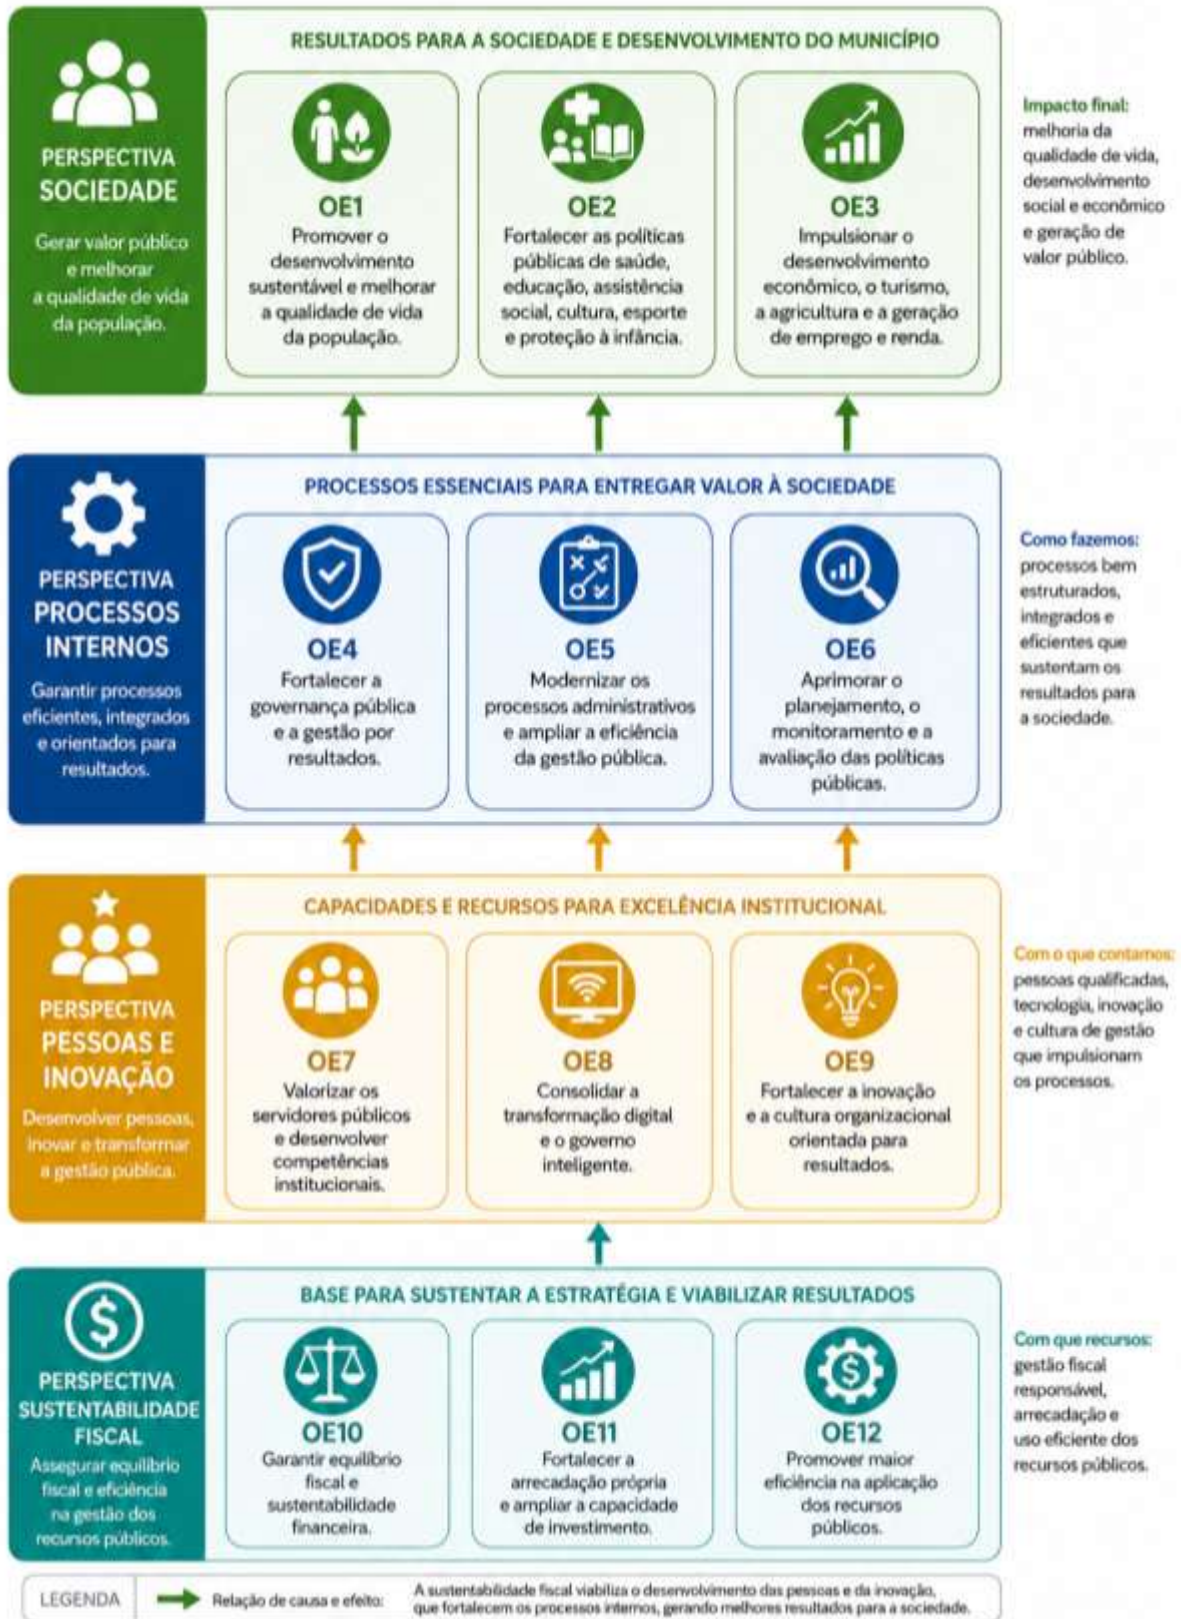 PERSPECTIVA
SOCIEDADE
Gerar valor público
e melhorar
a qualidade de vida
da população.
RESULTADOS PARA A SOCIEDADE E DESENVOLVIMENTO DO MUNICÍPIO
OE1
Promover o
desenvolvimento
sustentável e melhorar
a qualidade de vida
da população.
OE2
Fortalecer as políticas
públicas de saúde,
educação, assistência
social, cultura, esporte
e proteção à infância.
OE3
Impulsionar o
desenvolvimento
econômico, o turismo,
a agricultura e a geração
de emprego e renda.
Impacto final:
melhoria da
qualidade de vida,
desenvolvimento
social e econômico
e geração de
valor público.
PERSPECTIVA
PROCESSOS
INTERNOS
Garantir processos
eficientes, integrados
e orientados para
resultados.
PROCESSOS ESSENCIAIS PARA ENTREGAR VALOR À SOCIEDADE
OE4
Fortalecer a
governança pública
e a gestão por
resultados.
OE5
Modernizar os
processos administrativos
e ampliar a eficiência
da gestão pública.
OE6
Aprimorar o
planejamento, o
monitoramento e a
avaliação das políticas
públicas.
Como fazemos:
processos bem
estruturados,
integrados e
eficientes que
sustentam os
resultados para
a sociedade.
PERSPECTIVA
PESSOAS E
INOVAÇÃO
Desenvolver pessoas,
inovar e transformar
a gestão pública.
CAPACIDADES E RECURSOS PARA EXCELÊNCIA INSTITUCIONAL
OE7
Valorizar os
servidores públicos
e desenvolver
competências
institucionais.
OE8
Consolidar a
transformação digital
e o governo
inteligente.
OE9
Fortalecer a inovação
e a cultura organizacional
orientada para
resultados.
Com o que contamos:
pessoas qualificadas,
tecnologia, inovação
e cultura de gestão
que impulsionam
os processos.
PERSPECTIVA
SUSTENTABILIDADE
FISCAL
Assegurar equilíbrio
fiscal e eficiência
na gestão dos
recursos públicos.
BASE PARA SUSTENTAR A ESTRATÉGIA E VIABILIZAR RESULTADOS
OE10
Garantir equilíbrio
fiscal e
sustentabilidade
financeira.
OE11
Fortalecer a
arrecadação própria
e ampliar a capacidade
de investimento.
OE12
Promover maior
eficiência na aplicação
dos recursos
públicos.
Com que recursos:
gestão fiscal
responsável,
arrecadação e
uso eficiente dos
recursos públicos.
LEGENDA
Relação de causa e efeito:
A sustentabilidade fiscal viabiliza o desenvolvimento das pessoas e da inovação,
que fortalecem os processos internos, gerando melhores resultados para a sociedade.